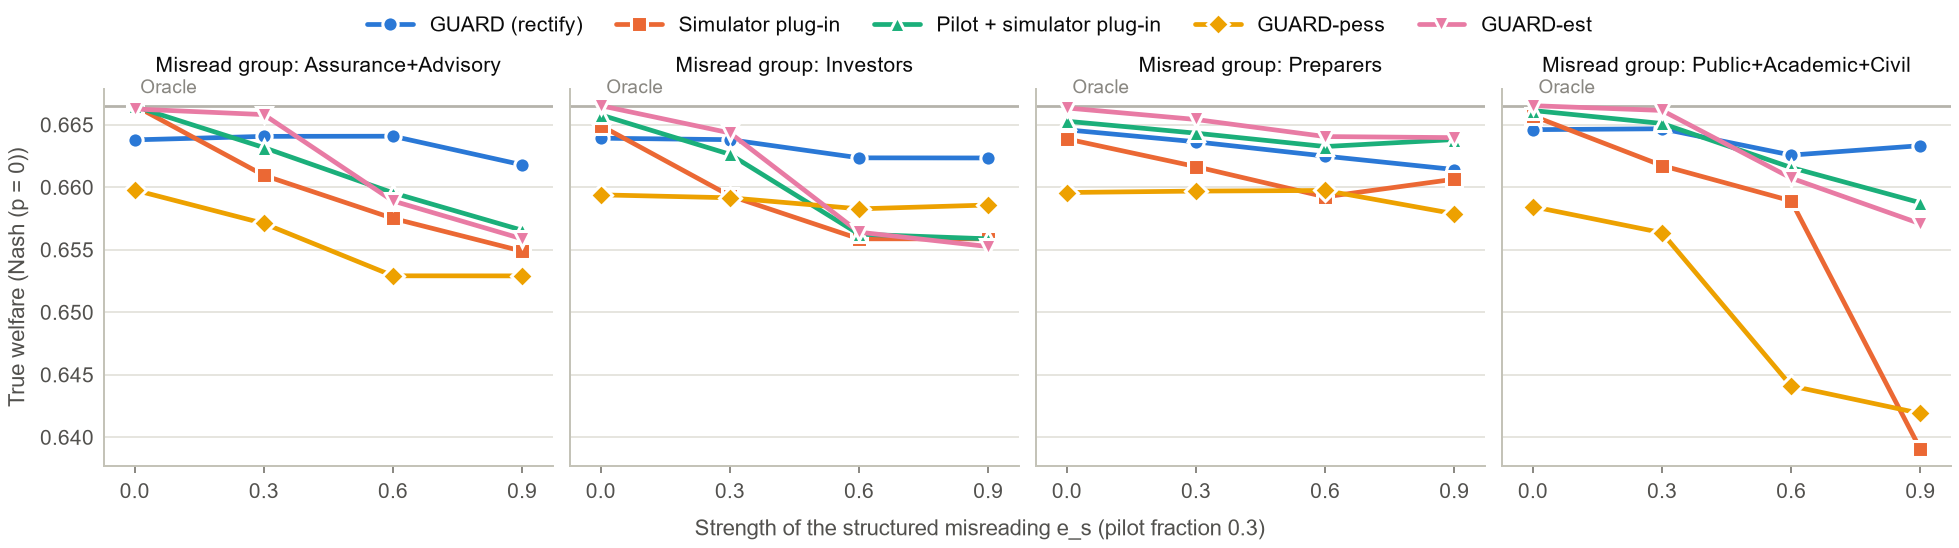 GUARD (rectify) Simulator plug-in Pilot + simulator plug-in GUARD-pess GUARD-est
Misread group: Assurance+Advisory Misread group: Investors Misread group: Preparers Misread group: Public+Academic+Civil
Oracle Oracle Oracle Oracle
True welfare (Nash (p = 0))
0.665
0.660
0.655
0.650
0.645
0.640
0.0 0.3 0.6 0.9 0.0 0.3 0.6 0.9 0.0 0.3 0.6 0.9 0.0 0.3 0.6 0.9
Strength of the structured misreading e_s (pilot fraction 0.3)